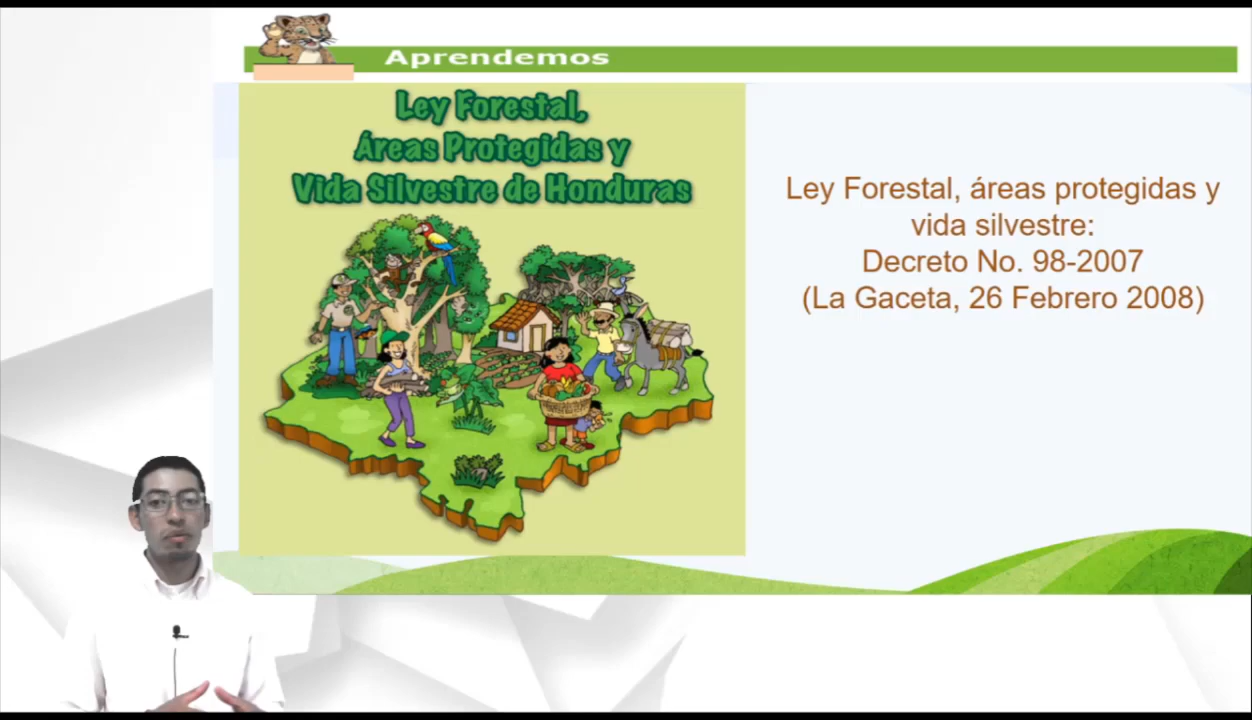 Aprendemos
Ley Forestal,
Áreas Protegidas y
Vida Silvestre de Honduras
Ley Forestal, áreas protegidas y
vida silvestre:
Decreto No. 98-2007
(La Gaceta, 26 Febrero 2008)